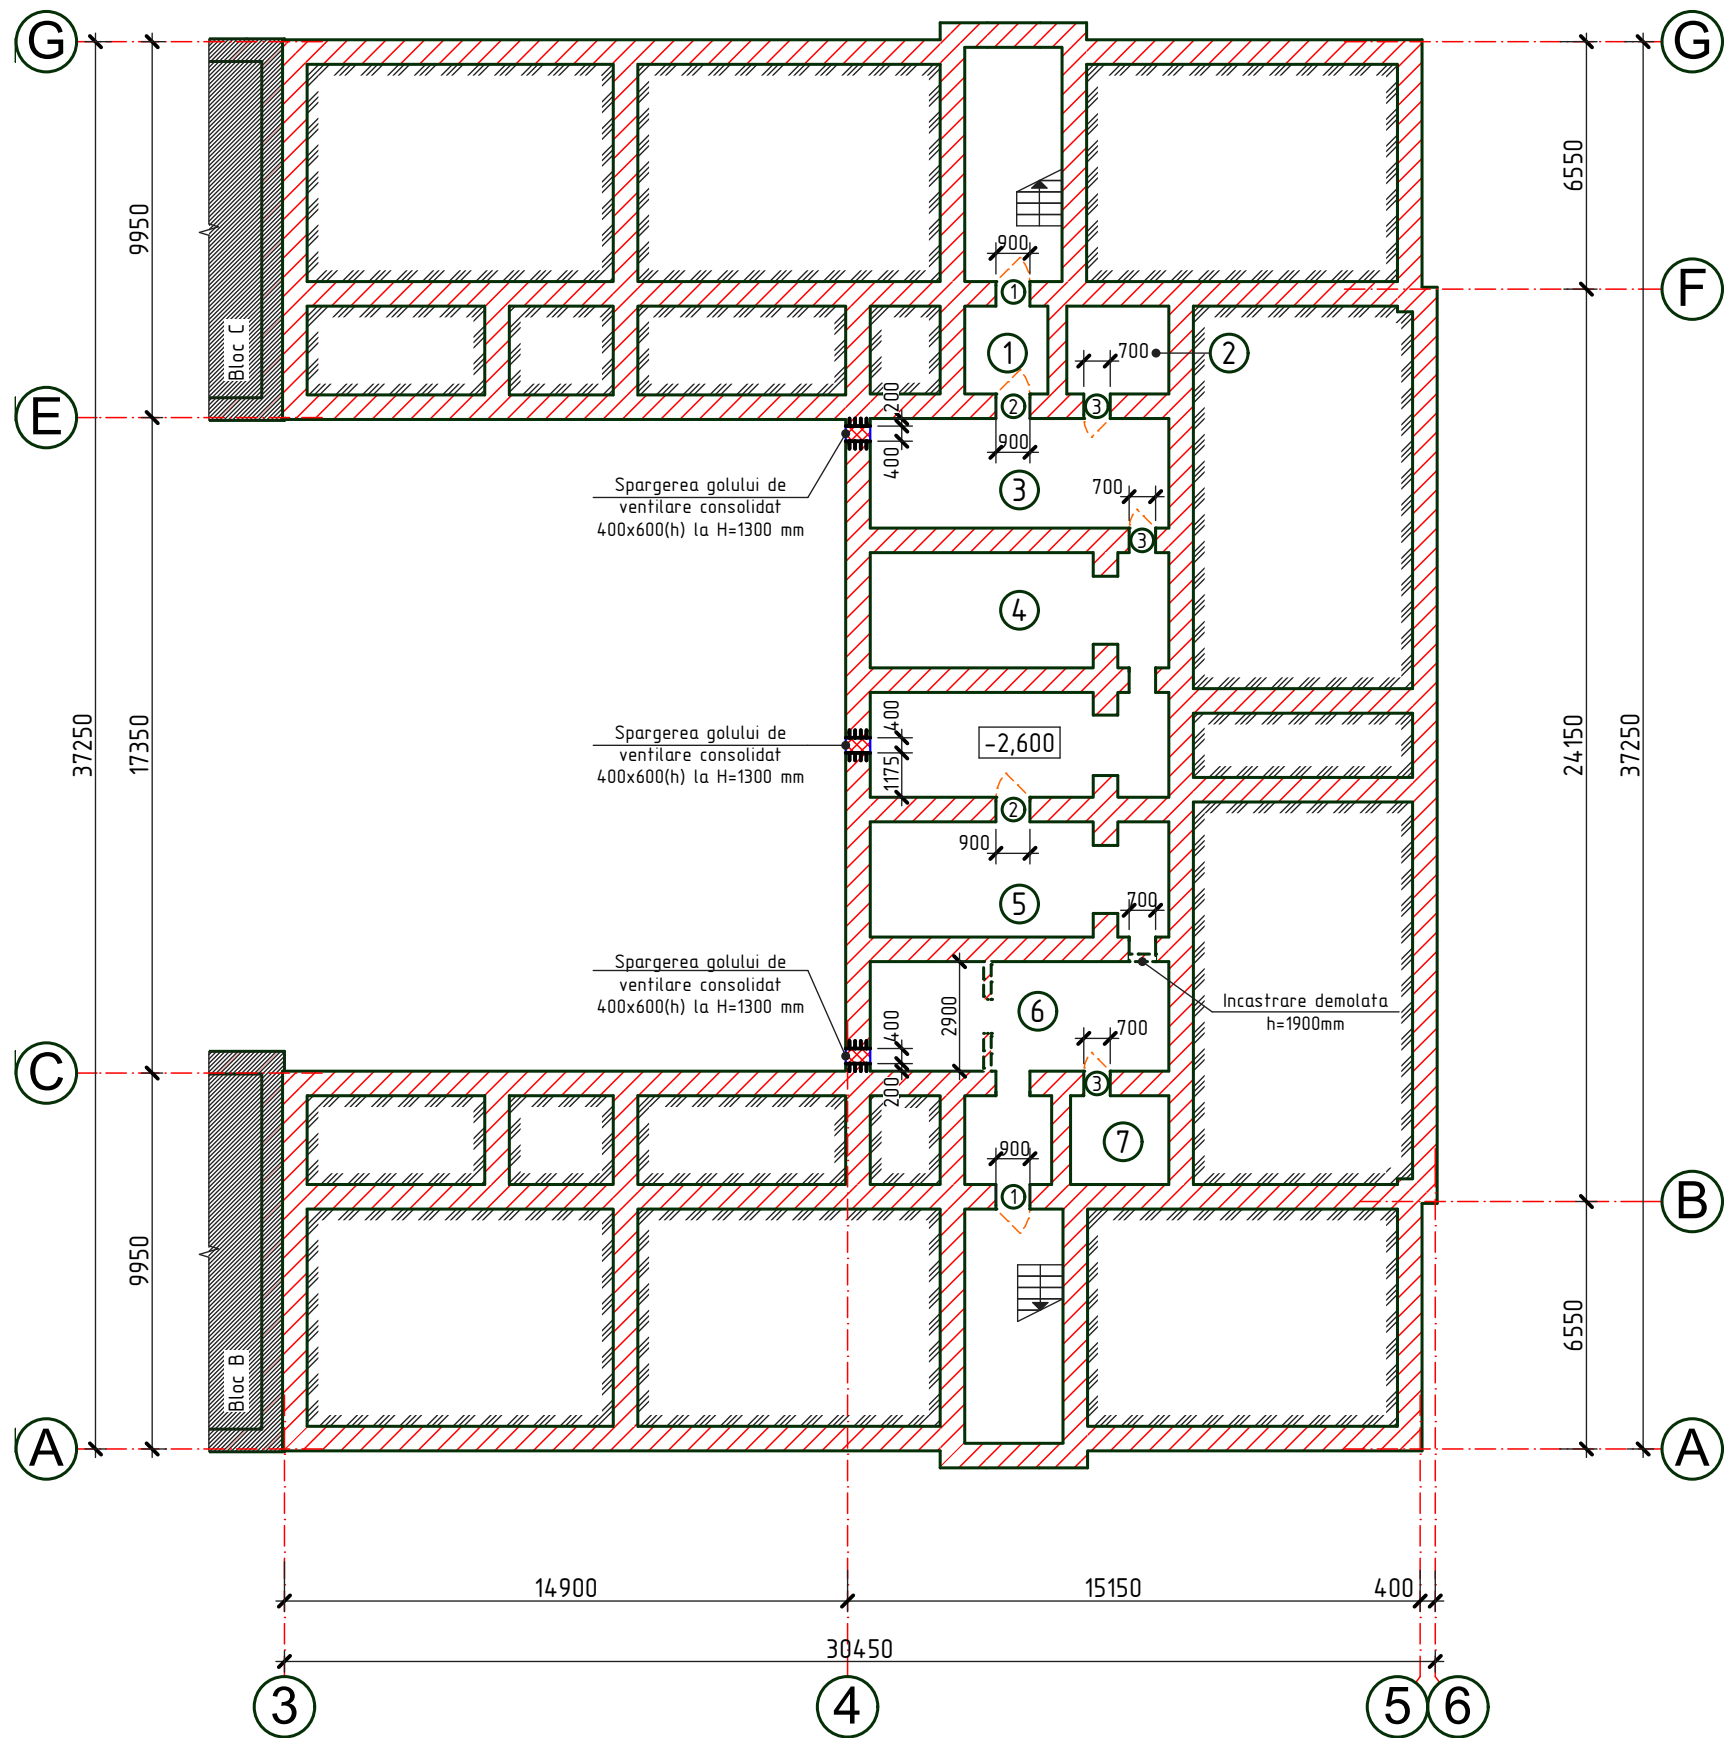 G
G
6550
9950
900
1
F
Bloc C
1
700
2
E
200
2
3
900
400
Spargerea golului de
ventilare consolidat
400x600(h) la H=1300 mm
3
700
3
4
37250
17350
Spargerea golului de
ventilare consolidat
400x600(h) la H=1300 mm
400
1175
-2,600
24150
37250
2
900
5
700
Spargerea golului de
ventilare consolidat
400x600(h) la H=1300 mm
2900
6
Incastrare demolata
h=1900mm
400
700
C
200
3
7
900
1
B
9950
Bloc B
6550
A
A
14900
15150
400
30450
3
4
5
6